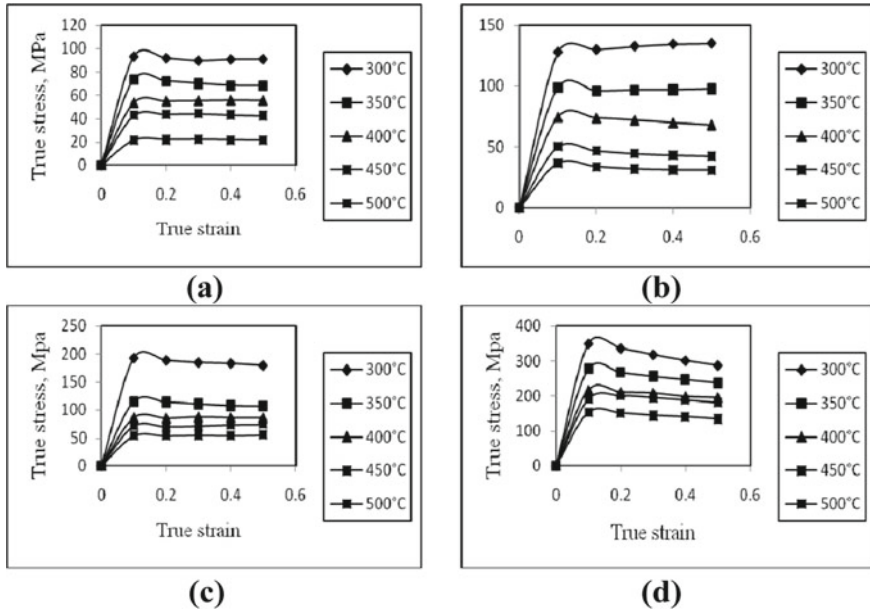 True stress, MPa
120
100
80
60
40
20
0
0 0.2 0.4 0.6
True strain
300°C
350°C
400°C
450°C
500°C
(a)
150
100
50
0
0 0.2 0.4 0.6
300°C
350°C
400°C
450°C
500°C
(b)
True stress, Mpa
250
200
150
100
50
0
0 0.2 0.4 0.6
True strain
300°C
350°C
400°C
450°C
500°C
(c)
True stress, Mpa
400
300
200
100
0
0 0.2 0.4 0.6
True strain
300°C
350°C
400°C
450°C
500°C
(d)